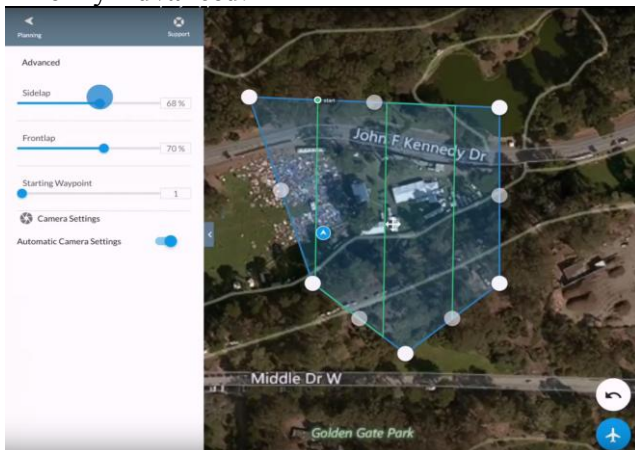 Planning
Support
Advanced
Sidelap
68 %
Frontlap
70 %
Starting Waypoint
1
Camera Settings
Automatic Camera Settings
start
John F Kennedy Dr
Middle Dr W
Golden Gate Park